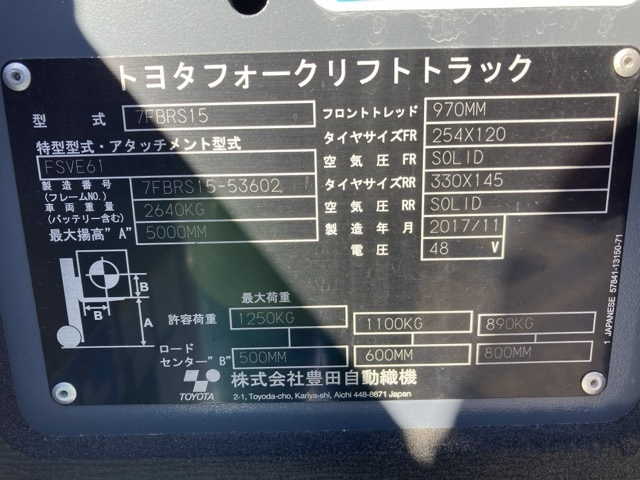 トヨタフォークリフトトラック
型式 7FBRS15 フロントトレッド 970MM
特型型式・アタッチメント型式 タイヤサイズFR 254X120
FSVE61 空気圧FR SOLID
製造番号 (フレームNO.) 7FBRS15-53602 タイヤサイズRR 330X145
車両重量 (バッテリー含む) 2640KG 空気圧RR SOLID
最大揚高"A" 5000MM 製造年月 2017/11
電圧 48 V
B
B
A
最大荷重
許容荷重 1250KG 1100KG 890KG
ロードセンター"B" 500MM 600MM 800MM
TOYOTA 株式会社豊田自動織機
2-1, Toyoda-cho, Kariya-shi, Aichi 448-8671 Japan
1 JAPANESE 57841-13150-71